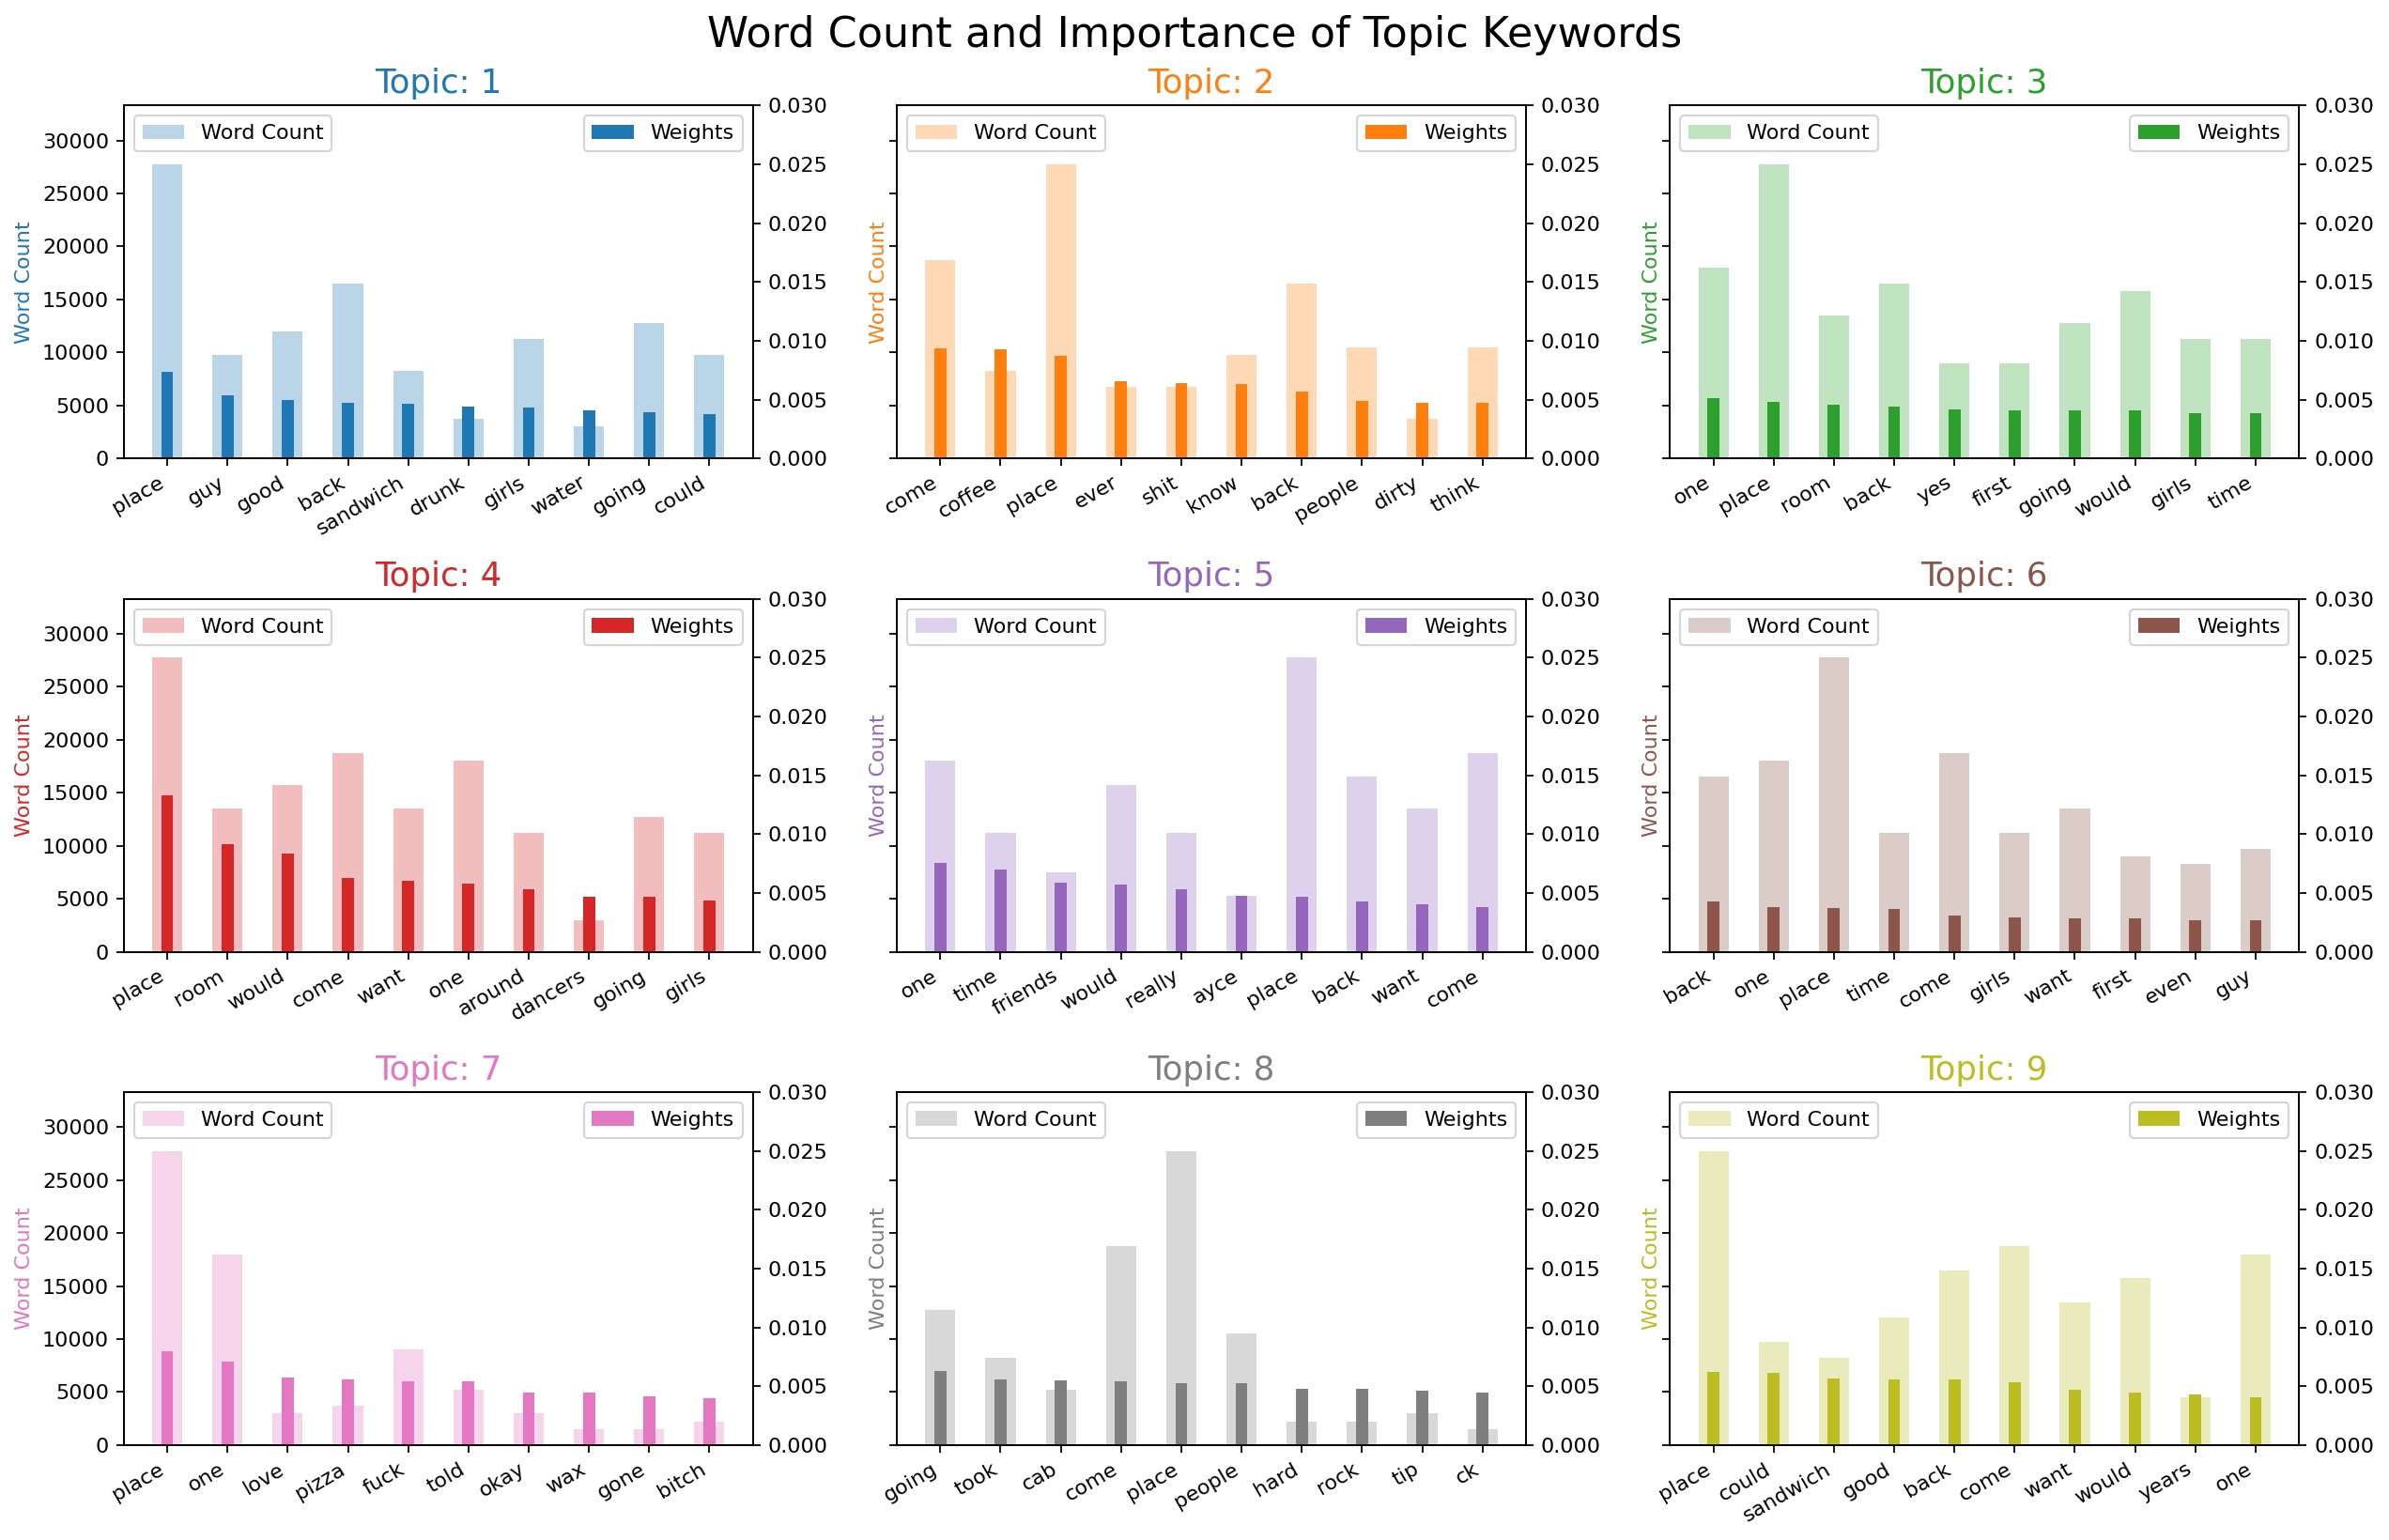 Word Count and Importance of Topic Keywords
Topic: 1
Word Count
Weights
Word Count
30000
25000
20000
15000
10000
5000
0
0.030
0.025
0.020
0.015
0.010
0.005
0.000
place guy good back sandwich drunk girls water going could
Topic: 2
Word Count
Weights
Word Count
0.030
0.025
0.020
0.015
0.010
0.005
0.000
come coffee place ever shit know back people dirty think
Topic: 3
Word Count
Weights
Word Count
0.030
0.025
0.020
0.015
0.010
0.005
0.000
one place room back yes first going would girls time
Topic: 4
Word Count
Weights
Word Count
30000
25000
20000
15000
10000
5000
0
0.030
0.025
0.020
0.015
0.010
0.005
0.000
place room would come want one around dancers going girls
Topic: 5
Word Count
Weights
Word Count
0.030
0.025
0.020
0.015
0.010
0.005
0.000
one time friends would really ayce place back want come
Topic: 6
Word Count
Weights
Word Count
0.030
0.025
0.020
0.015
0.010
0.005
0.000
back one place time come girls want first even guy
Topic: 7
Word Count
Weights
Word Count
30000
25000
20000
15000
10000
5000
0
0.030
0.025
0.020
0.015
0.010
0.005
0.000
place one love pizza fuck told okay wax gone bitch
Topic: 8
Word Count
Weights
Word Count
0.030
0.025
0.020
0.015
0.010
0.005
0.000
going took cab come place people hard rock tip ck
Topic: 9
Word Count
Weights
Word Count
0.030
0.025
0.020
0.015
0.010
0.005
0.000
place could sandwich good back come want would years one